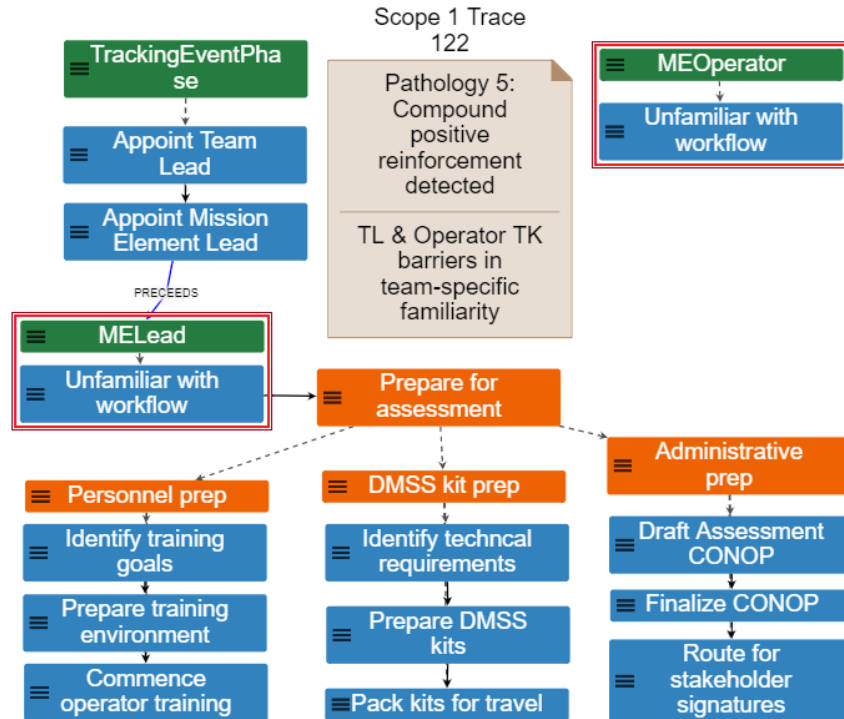 Scope 1 Trace
122
TrackingEventPha
se
Appoint Team
Lead
Appoint Mission
Element Lead
PRECEEDS
Pathology 5:
Compound
positive
reinforcement
detected
TL & Operator TK
barriers in
team-specific
familiarity
MEOperator
Unfamiliar with
workflow
MELead
Unfamiliar with
workflow
Prepare for
assessment
Personnel prep
Identify training
goals
Prepare training
environment
Commence
operator training
DMSS kit prep
Identify techncal
requirements
Prepare DMSS
kits
Pack kits for travel
Administrative
prep
Draft Assessment
CONOP
Finalize CONOP
Route for
stakeholder
signatures